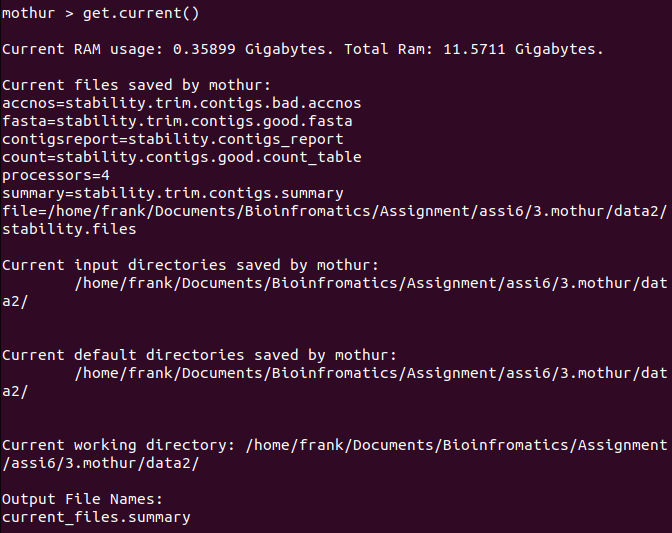 mothur > get.current()
Current RAM usage: 0.35899 Gigabytes. Total Ram: 11.5711 Gigabytes.
Current files saved by mothur:
accnos=stability.trim.contigs.bad.accnos
fasta=stability.trim.contigs.good.fasta
contigsreport=stability.contigs_report
count=stability.contigs.good.count_table
processors=4
summary=stability.trim.contigs.summary
file=/home/frank/Documents/Bioinfromatics/Assignment/assi6/3.mothur/data2/
stability.files
Current input directories saved by mothur:
/home/frank/Documents/Bioinfromatics/Assignment/assi6/3.mothur/dat
a2/
Current default directories saved by mothur:
/home/frank/Documents/Bioinfromatics/Assignment/assi6/3.mothur/dat
a2/
Current working directory: /home/frank/Documents/Bioinfromatics/Assignment
/assi6/3.mothur/data2/
Output File Names:
current_files.summary